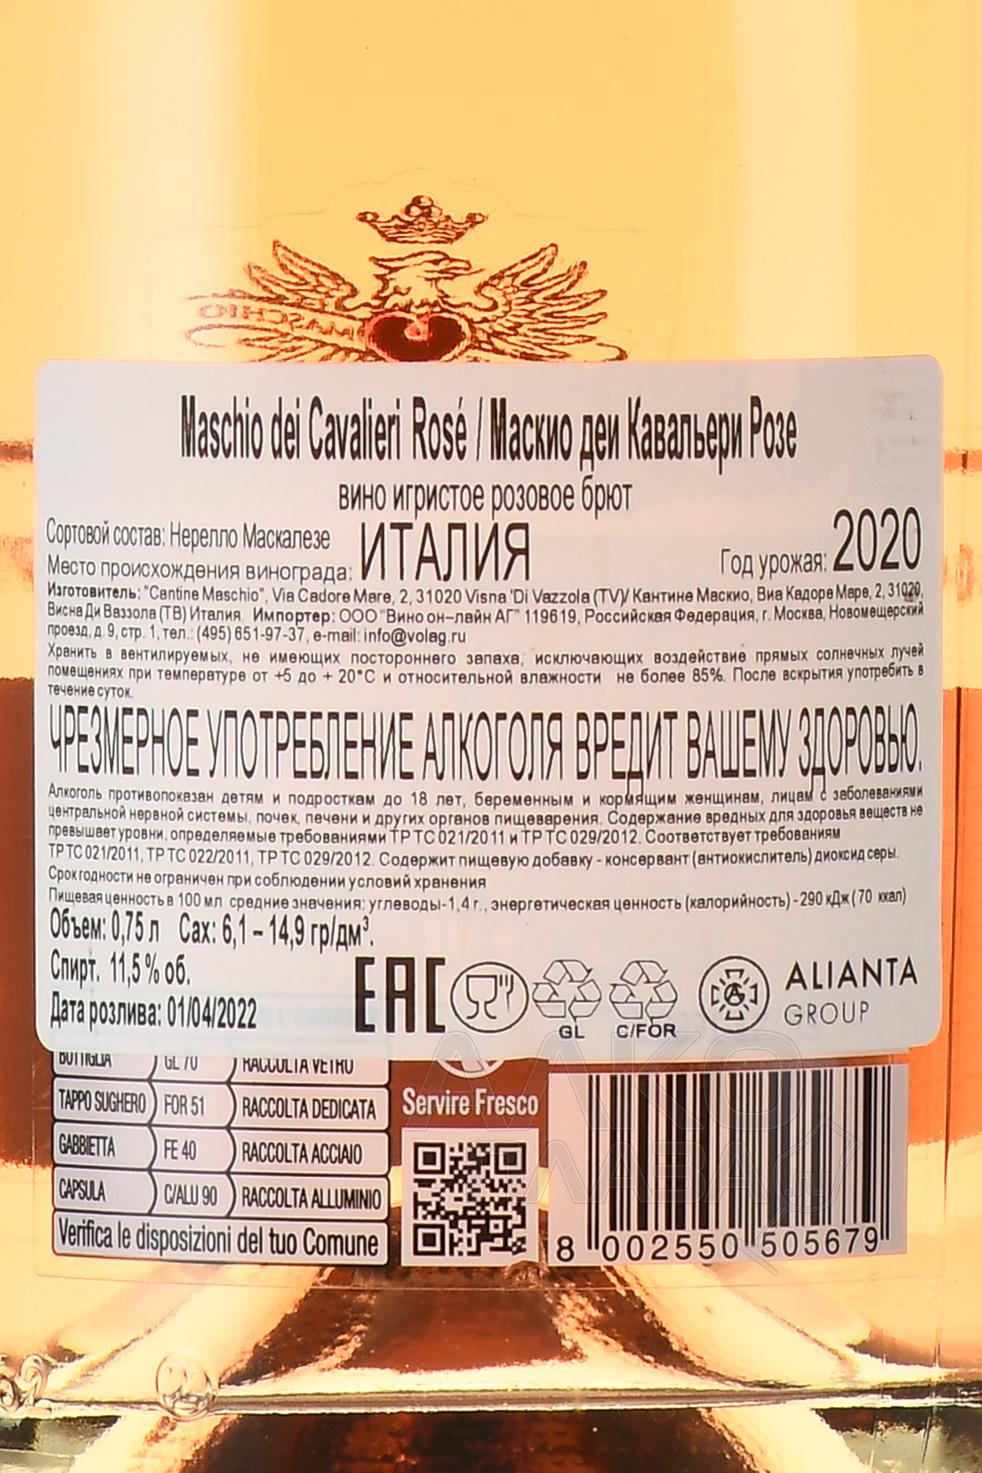 MASCHIO
Maschio dei Cavalieri Rosé / Маскио деи Кавальери Розе
вино игристое розовое брют
Сортовой состав: Нерелло Маскалезе
Место происхождения винограда: ИТАЛИЯ
Год урожая: 2020
Изготовитель: "Cantine Maschio", Via Cadore Mare, 2, 31020 Visna 'Di Vazzola (TV)/ Кантине Маскио, Виа Кадоре Маре, 2, 31020,
Висна Ди Ваззола (ТВ) Италия. Импортер: ООО "Вино он-лайн АГ" 119619, Российская Федерация, г. Москва, Новомещерский
проезд, д. 9, стр. 1, тел.: (495) 651-97-37, e-mail: info@volag.ru
Хранить в вентилируемых, не имеющих постороннего запаха, исключающих воздействие прямых солнечных лучей
помещениях при температуре от +5 до + 20°С и относительной влажности не более 85%. После вскрытия употребить в
течение суток.
ЧРЕЗМЕРНОЕ УПОТРЕБЛЕНИЕ АЛКОГОЛЯ ВРЕДИТ ВАШЕМУ ЗДОРОВЬЮ.
Алкоголь противопоказан детям и подросткам до 18 лет, беременным и кормящим женщинам, лицам с заболеваниями
центральной нервной системы, почек, печени и других органов пищеварения. Содержание вредных для здоровья веществ не
превышает уровни, определяемые требованиями ТР ТС 021/2011 и ТР ТС 029/2012. Соответствует требованиям
ТР ТС 021/2011, ТР ТС 022/2011, ТР ТС 029/2012. Содержит пищевую добавку - консервант (антиокислитель) диоксид серы.
Срок годности не ограничен при соблюдении условий хранения
Пищевая ценность в 100 мл средние значения: углеводы-1,4 г., энергетическая ценность (калорийность) - 290 кДж ( 70 ккал)
Объем: 0,75 л Сах: 6,1 – 14,9 гр/дм³.
Спирт. 11,5 % об.
Дата розлива: 01/04/2022
EAC
GL
C/FOR
ALIANTA
GROUP
BOTTIGLIA GL 70 RACCOLTA VETRO
TAPPO SUGHERO FOR 51 RACCOLTA DEDICATA
GABBIETTA FE 40 RACCOLTA ACCIAIO
CAPSULA C/ALU 90 RACCOLTA ALLUMINIO
Verifica le disposizioni del tuo Comune
Servire Fresco
8 002550 505679